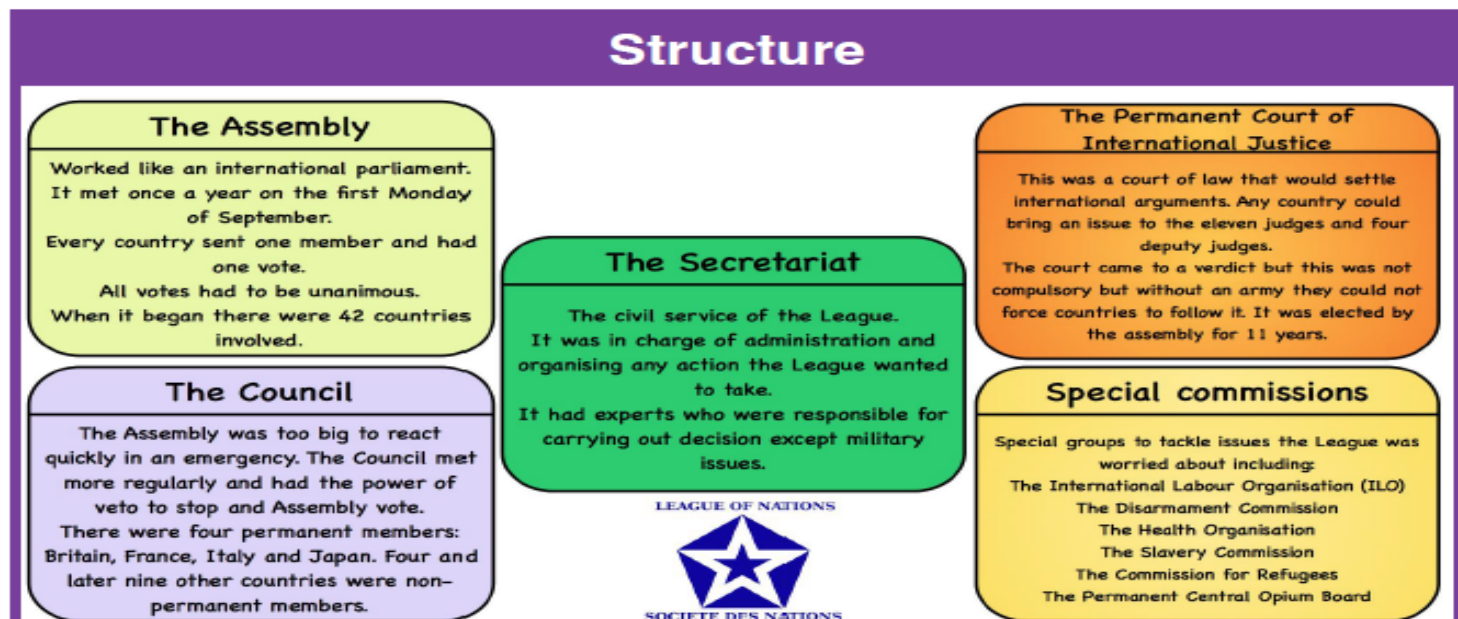 Structure
The Assembly
Worked like an international parliament.
It met once a year on the first Monday
of September.
Every country sent one member and had
one vote.
All votes had to be unanimous.
When it began there were 42 countries
involved.
The Council
The Assembly was too big to react
quickly in an emergency. The Council met
more regularly and had the power of
veto to stop and Assembly vote.
There were four permanent members:
Britain, France, Italy and Japan. Four and
later nine other countries were non-
permanent members.
The Secretariat
The civil service of the League.
It was in charge of administration and
organising any action the League wanted
to take.
It had experts who were responsible for
carrying out decision except military
issues.
LEAGUE OF NATIONS
SOCIETE DES NATIONS
The Permanent Court of
International Justice
This was a court of law that would settle
international arguments. Any country could
bring an issue to the eleven judges and four
deputy judges.
The court came to a verdict but this was not
compulsory but without an army they could not
force countries to follow it. It was elected by
the assembly for 11 years.
Special commissions
Special groups to tackle issues the League was
worried about including:
The International Labour Organisation (ILO)
The Disarmament Commission
The Health Organisation
The Slavery Commission
The Commission for Refugees
The Permanent Central Opium Board